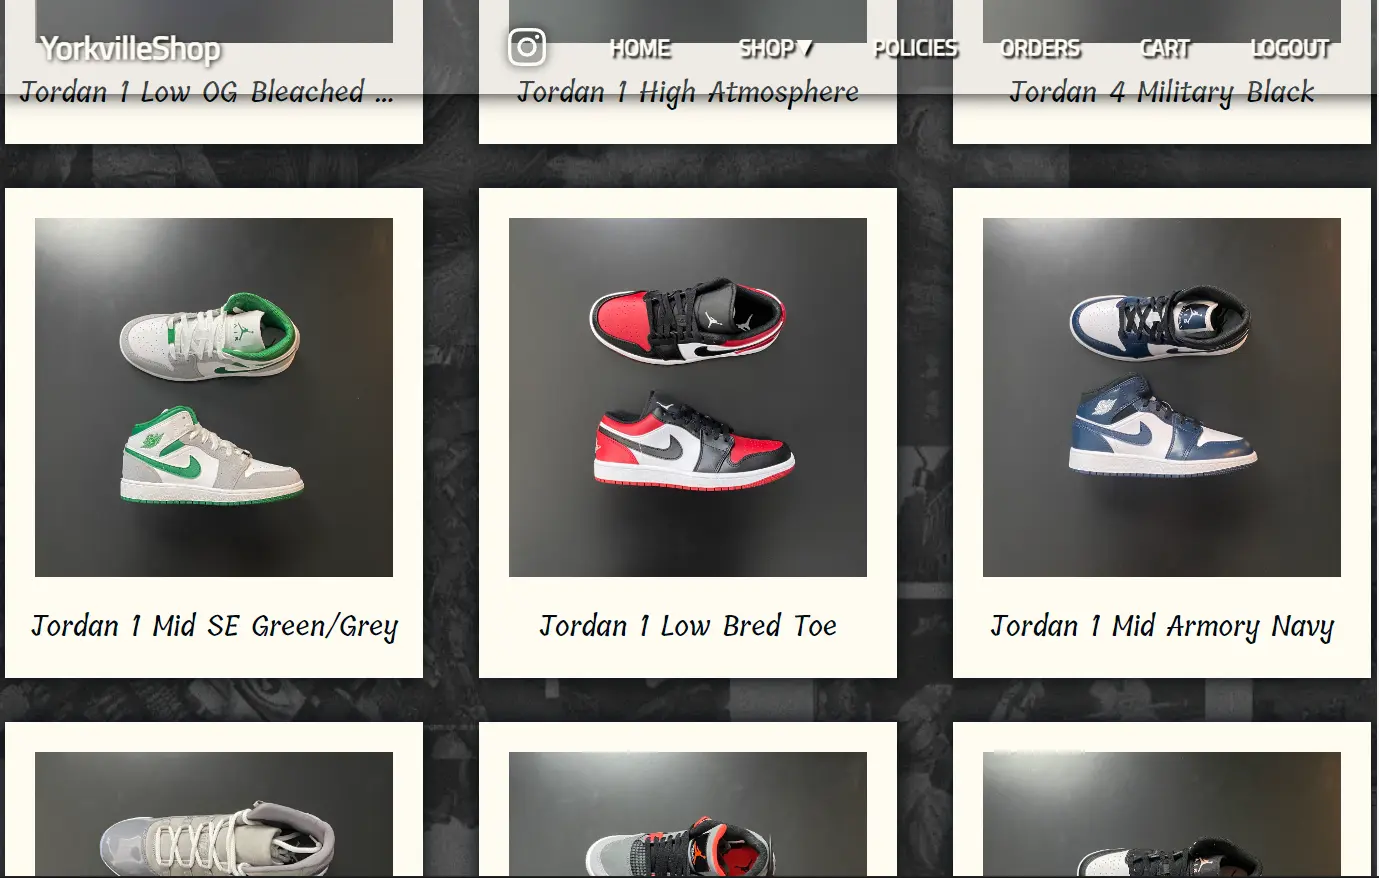 YorkvilleShop
HOME SHOP▼ POLICIES ORDERS CART LOGOUT
Jordan 1 Low OG Bleached ...
Jordan 1 High Atmosphere
Jordan 4 Military Black
Jordan 1 Mid SE Green/Grey
Jordan 1 Low Bred Toe
Jordan 1 Mid Armory Navy